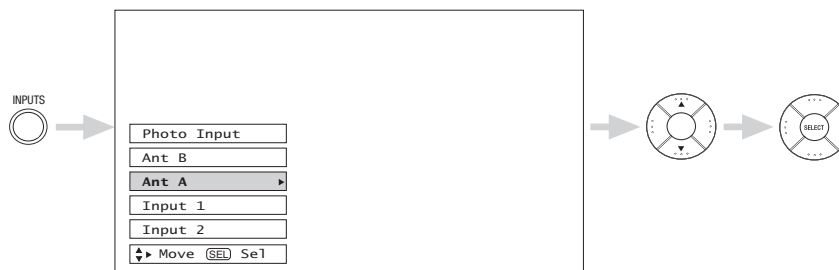 INPUTS
Photo Input
Ant B
Ant A
Input 1
Input 2
Move SEL Sel
SELECT